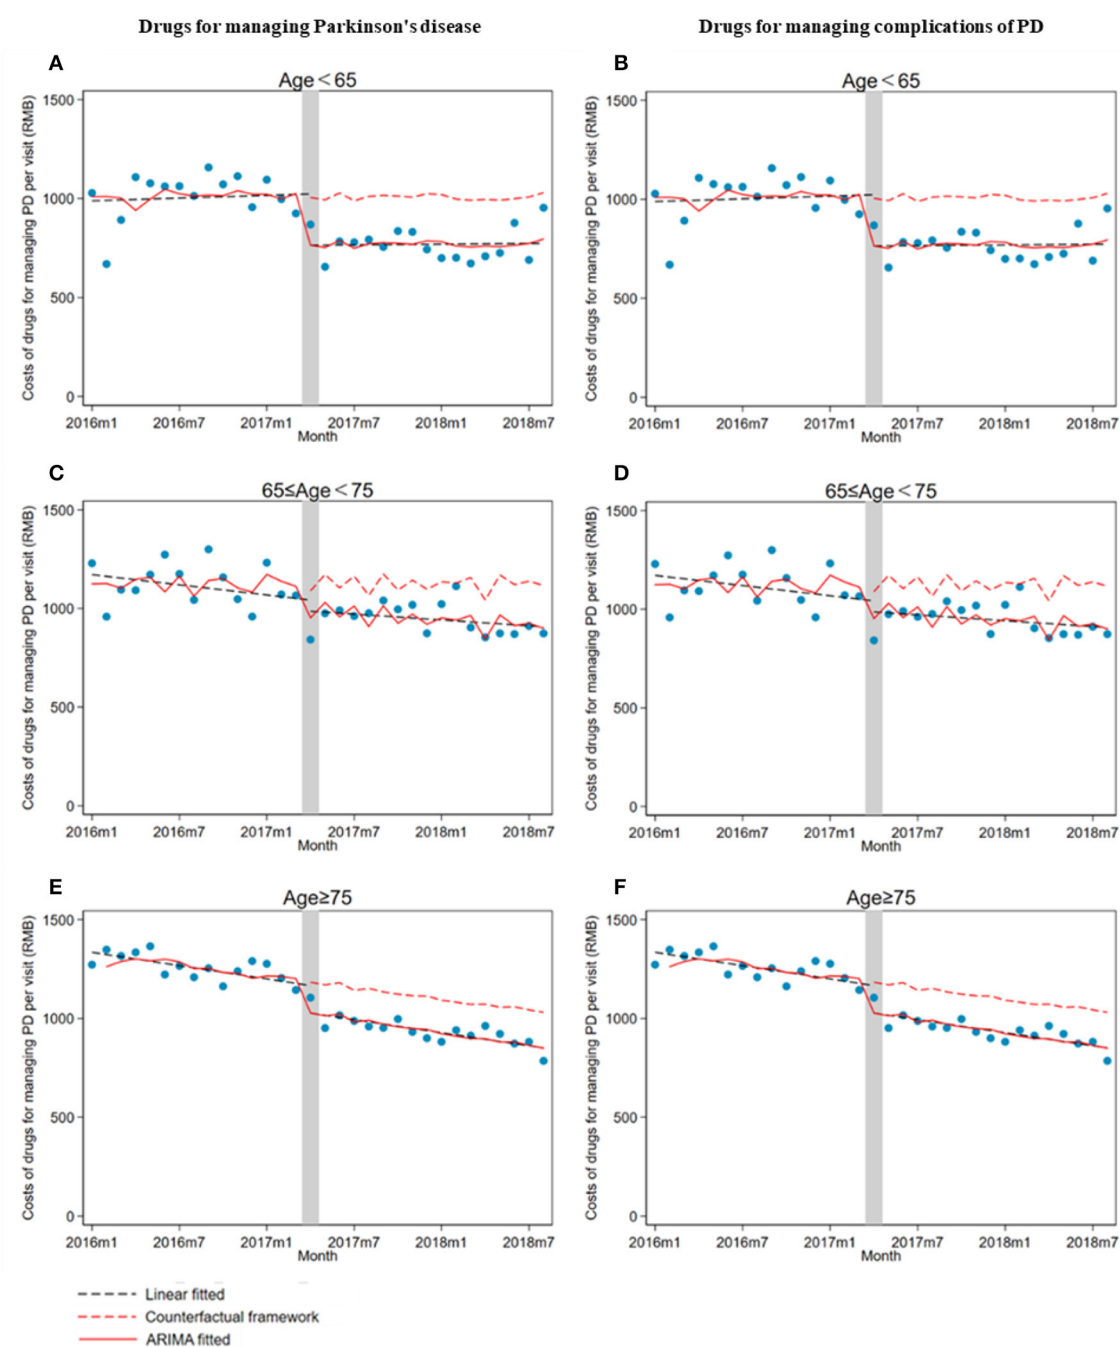 Drugs for managing Parkinson's disease
Drugs for managing complications of PD
A
Age<65
Costs of drugs for managing PD per visit (RMB)
1500
1000
500
0
2016m1 2016m7 2017m1 2017m7 2018m1 2018m7
Month
B
Age<65
Costs of drugs for managing PD per visit (RMB)
1500
1000
500
0
2016m1 2016m7 2017m1 2017m7 2018m1 2018m7
Month
C
65≤Age<75
Costs of drugs for managing PD per visit (RMB)
1500
1000
500
0
2016m1 2016m7 2017m1 2017m7 2018m1 2018m7
Month
D
65≤Age<75
Costs of drugs for managing PD per visit (RMB)
1500
1000
500
0
2016m1 2016m7 2017m1 2017m7 2018m1 2018m7
Month
E
Age≥75
Costs of drugs for managing PD per visit (RMB)
1500
1000
500
0
2016m1 2016m7 2017m1 2017m7 2018m1 2018m7
Month
F
Age≥75
Costs of drugs for managing PD per visit (RMB)
1500
1000
500
0
2016m1 2016m7 2017m1 2017m7 2018m1 2018m7
Month
Linear fitted
Counterfactual framework
ARIMA fitted